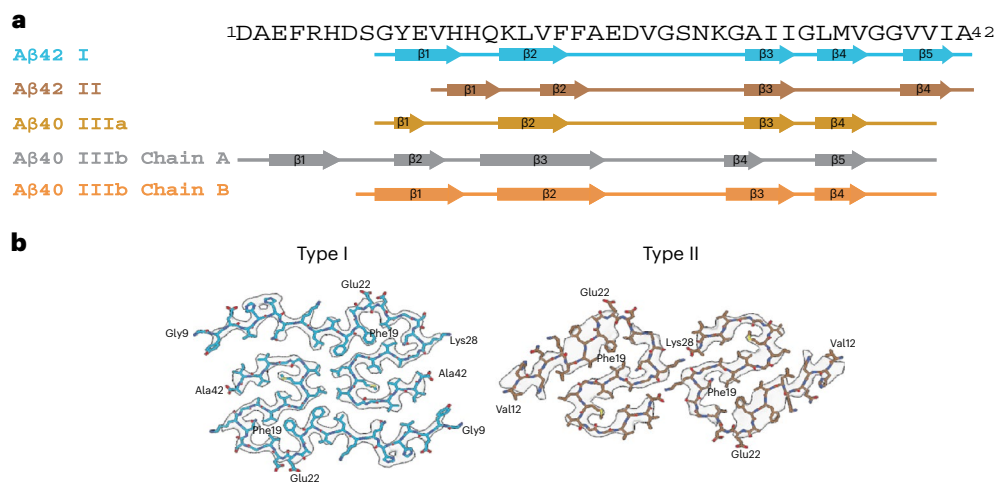 a
1DAEFRHDSGYEVHHQKLVFFAEDVGSNKGAIIGLMVGGVVIA42
Aβ42 I β1 β2 β3 β4 β5
Aβ42 II β1 β2 β3 β4
Aβ40 IIIa β1 β2 β3 β4
Aβ40 IIIb Chain A β1 β2 β3 β4 β5
Aβ40 IIIb Chain B β1 β2 β3 β4
b
Type I Type II
Glu22
Gly9
Phe19
Lys28
Ala42
Ala42
Phe19
Gly9
Glu22
Glu22
Lys28
Val12
Phe19
Phe19
Val12
Glu22